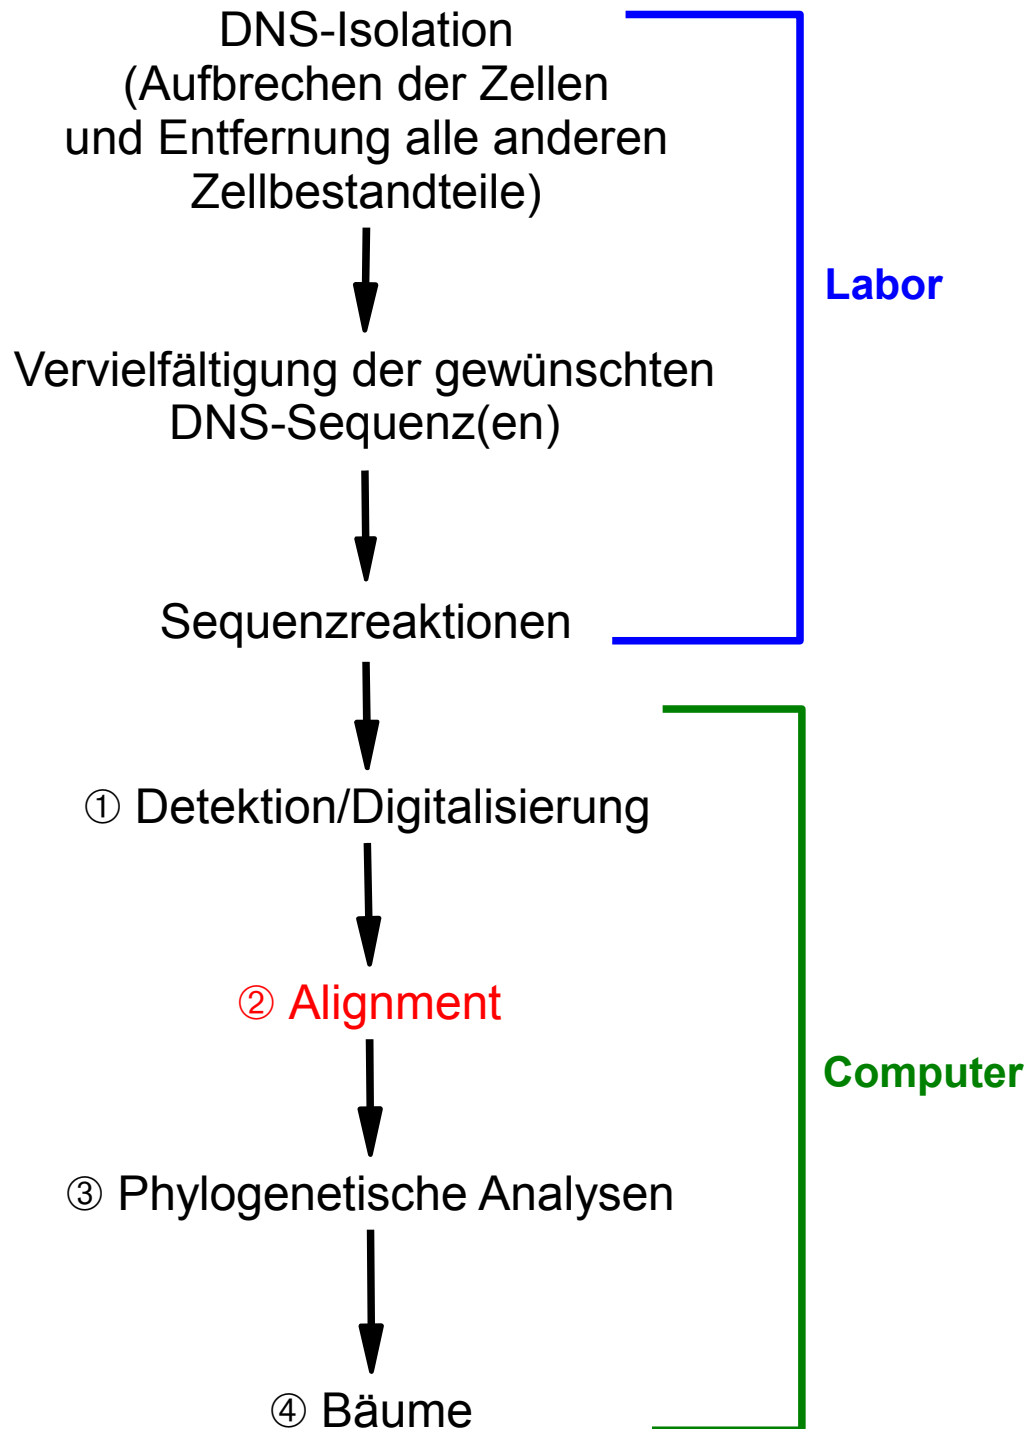 DNS-Isolation
(Aufbrechen der Zellen
und Entfernung alle anderen
Zellbestandteile)
Labor
Vervielfältigung der gewünschten
DNS-Sequenz(en)
Sequenzreaktionen
① Detektion/Digitalisierung
② Alignment
Computer
③ Phylogenetische Analysen
④ Bäume